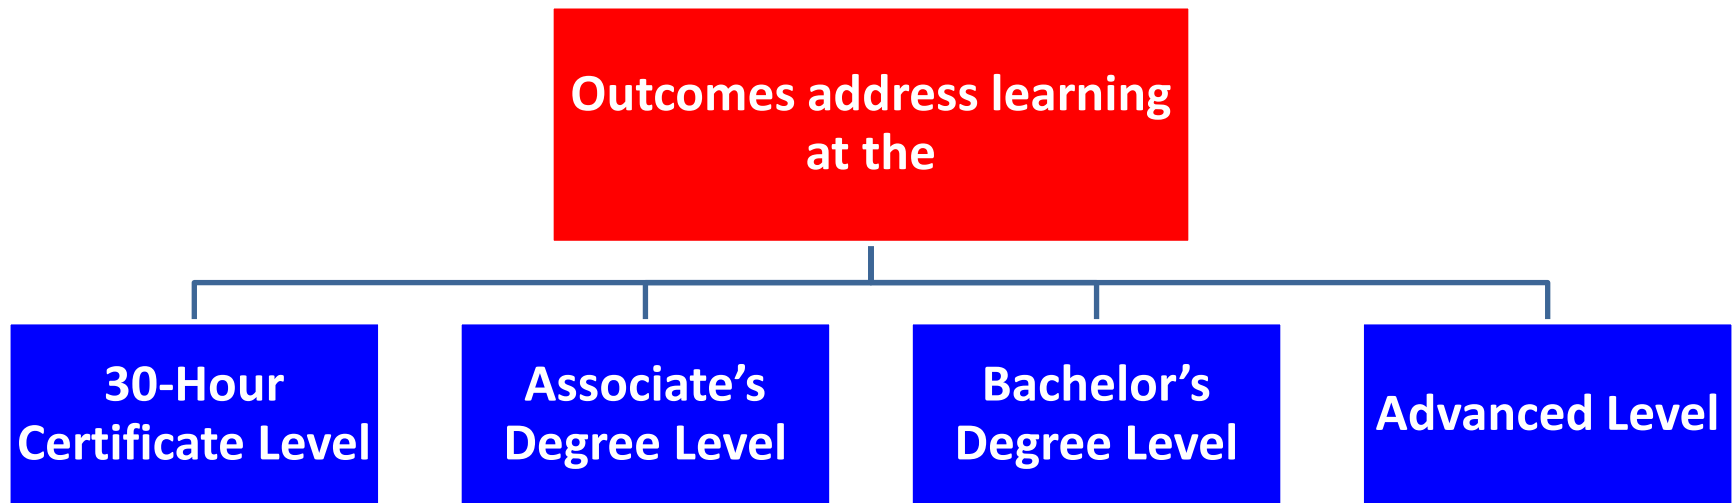 Outcomes address learning
at the
30-Hour
Certificate Level
Associate’s
Degree Level
Bachelor’s
Degree Level
Advanced Level